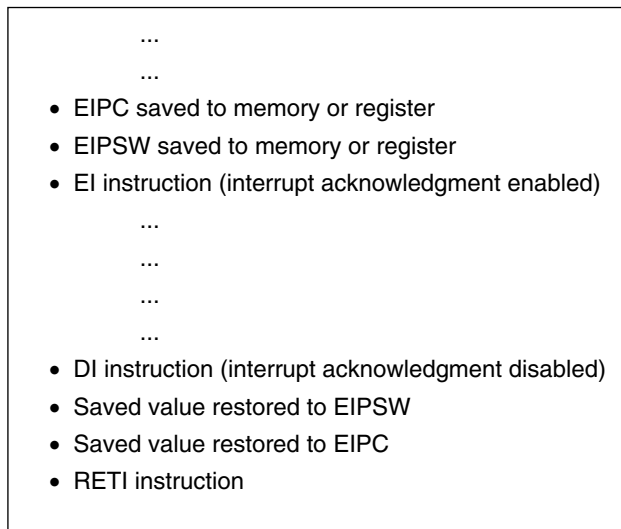 ...
...
• EIPC saved to memory or register
• EIPSW saved to memory or register
• EI instruction (interrupt acknowledgment enabled)
...
...
...
...
• DI instruction (interrupt acknowledgment disabled)
• Saved value restored to EIPSW
• Saved value restored to EIPC
• RETI instruction